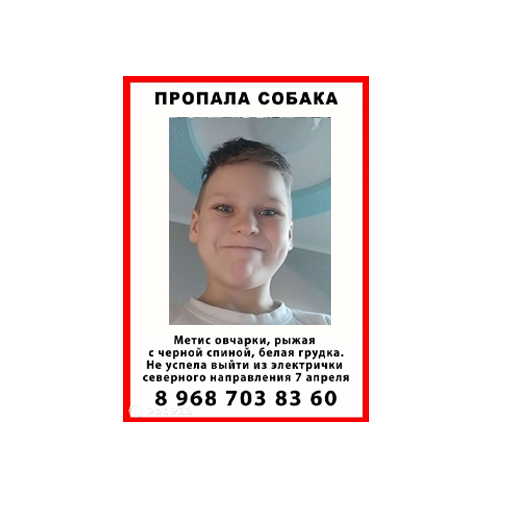 ПРОПАЛА СОБАКА
Метис овчарки, рыжая
с черной спиной, белая грудка.
Не успела выйти из электрички
северного направления 7 апреля
8 968 703 83 60